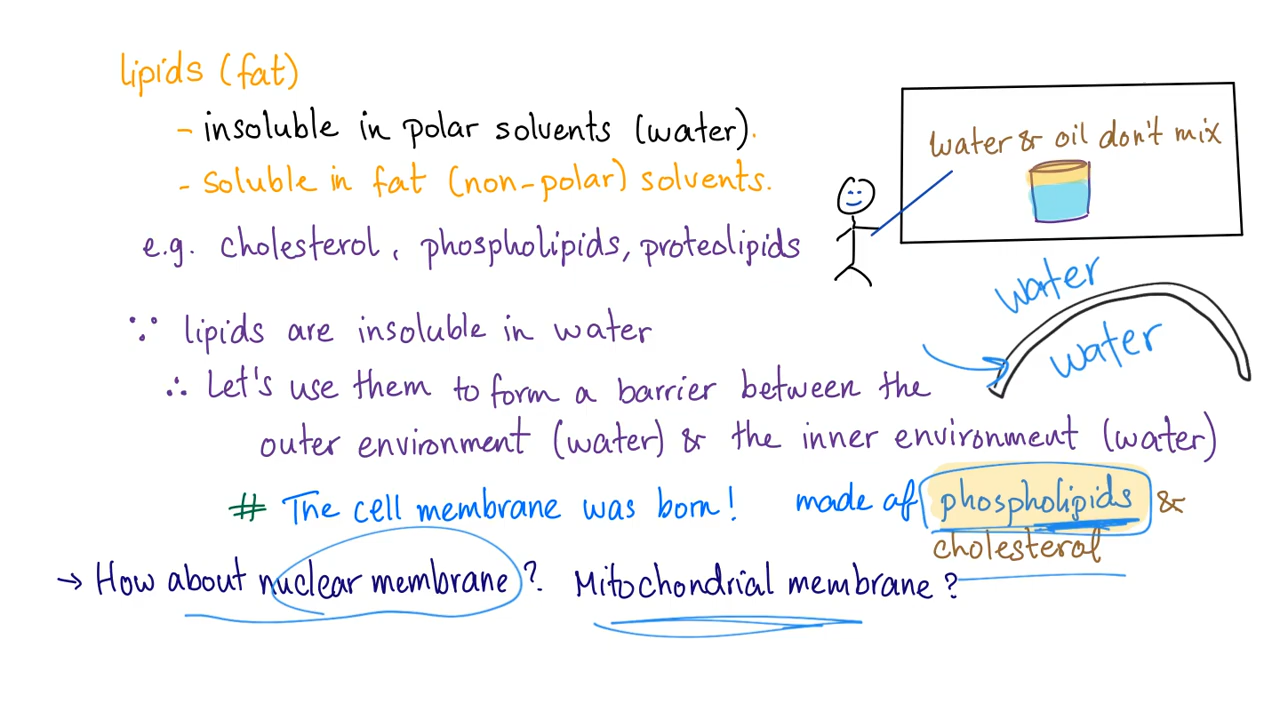 lipids (fat)
- insoluble in polar solvents (water).
- Soluble in fat (non-polar) solvents.
e.g. cholesterol, phospholipids, proteolipids
water & oil don't mix
water
water
∵ lipids are insoluble in water
∴ Let's use them to form a barrier between the
outer environment (water) & the inner environment (water)
# The cell membrane was born! made of phospholipids &
cholesterol
→ How about nuclear membrane? Mitochondrial membrane?